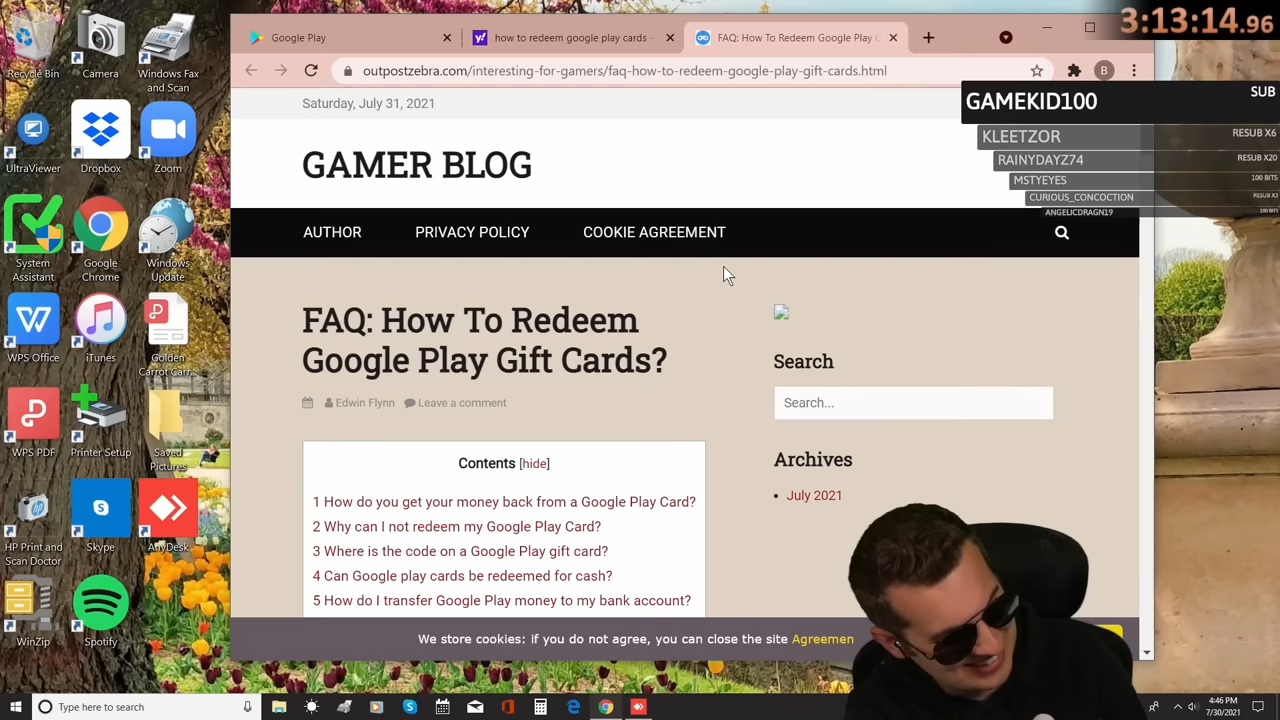 3:13:14.96
Recycle Bin
Camera
Windows Fax
and Scan
UltraViewer
Dropbox
Zoom
System
Assistant
Google
Chrome
Windows
Update
WPS Office
iTunes
Golden
Carrot Carr...
WPS PDF
Printer Setup
Saved
Pictures
HP Print and
Scan Doctor
Skype
AnyDesk
WinZip
Spotify
Google Play
how to redeem google play cards -
FAQ: How To Redeem Google Play C
outpostzebra.com/interesting-for-gamers/faq-how-to-redeem-google-play-gift-cards.html
B
GAMEKID100 SUB
KLEETZOR RESUB X6
RAINYDAYZ74 RESUB X20
MSTYEYES 100 BITS
CURIOUS_CONCOCTION RESUB X3
ANGELICDRAGN19 100 BITS
Saturday, July 31, 2021
GAMER BLOG
AUTHOR PRIVACY POLICY COOKIE AGREEMENT
FAQ: How To Redeem
Google Play Gift Cards?
Edwin Flynn Leave a comment
Contents [hide]
1 How do you get your money back from a Google Play Card?
2 Why can I not redeem my Google Play Card?
3 Where is the code on a Google Play gift card?
4 Can Google play cards be redeemed for cash?
5 How do I transfer Google Play money to my bank account?
Search
Search...
Archives
July 2021
We store cookies: if you do not agree, you can close the site Agreemen
Type here to search
4:46 PM
7/30/2021